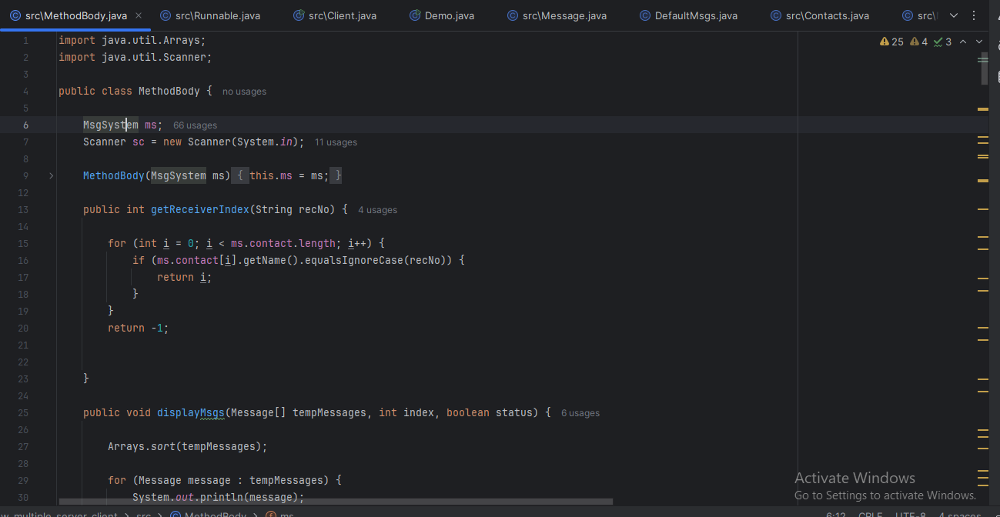 src\MethodBody.java src\Runnable.java src\Client.java Demo.java src\Message.java DefaultMsgs.java src\Contacts.java src\
1 import java.util.Arrays; 25 4 3
2 import java.util.Scanner;
3
4 public class MethodBody { no usages
5
6 MsgSystem ms; 66 usages
7 Scanner sc = new Scanner(System.in); 11 usages
8
9 MethodBody(MsgSystem ms) { this.ms = ms; }
12
13 public int getReceiverIndex(String recNo) { 4 usages
14
15 for (int i = 0; i < ms.contact.length; i++) {
16 if (ms.contact[i].getName().equalsIgnoreCase(recNo)) {
17 return i;
18 }
19 }
20 return -1;
21
22
23 }
24
25 public void displayMsgs(Message[] tempMessages, int index, boolean status) { 6 usages
26
27 Arrays.sort(tempMessages);
28
29 for (Message message : tempMessages) {
30 System.out.println(message);
Activate Windows
Go to Settings to activate Windows.
w_multiple_server_client > src > MethodBody > ms 6:12 CRLF UTF-8 4 spaces